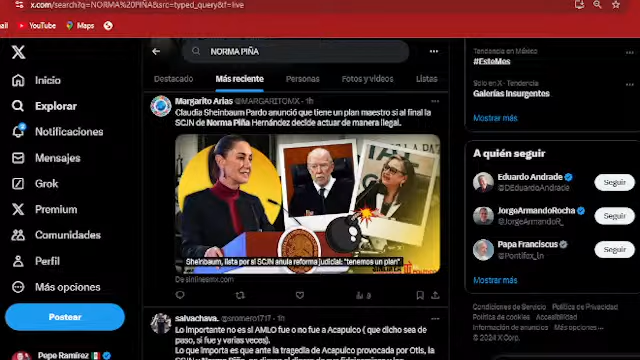 x.com/search?q=NORMA%20PIÑA&src=typed_query&f=live
YouTube
Maps
Inicio
Explorar
Notificaciones
Mensajes
Grok
Premium
Comunidades
Perfil
Más opciones
Postear
Pepe Ramírez
NORMA PIÑA
Destacado
Más reciente
Personas
Fotos y videos
Listas
Margarito Arias @MARGARITOMX · 1h
Claudia Sheinbaum Pardo anunció que tiene un plan maestro si al final la
SCJN de Norma Piña Hernández decide actuar de manera ilegal.
Sheinbaum, lista por si SCJN anula reforma judicial: "tenemos un plan"
De sinlineamx.com
salvachava. @sromero1717 · 1h
Lo importante no es si AMLO fue o no fue a Acapulco ( que dicho sea de
paso, si fue y varias veces).
Lo que importa es que ante la tragedia de Acapulco provocada por Otis, la
Tendencia en México
#EsteMes
Solo en X · Tendencia
Galerías Insurgentes
Mostrar más
A quién seguir
Eduardo Andrade
@DEduardoAndrade
Seguir
JorgeArmandoRocha
@JorgeArmandoR_
Seguir
Papa Francisco
@Pontifex_ln
Seguir
Mostrar más
Condiciones de Servicio Política de Privacidad
Política de cookies Accesibilidad
Información de anuncios Más opciones
© 2024 X Corp.